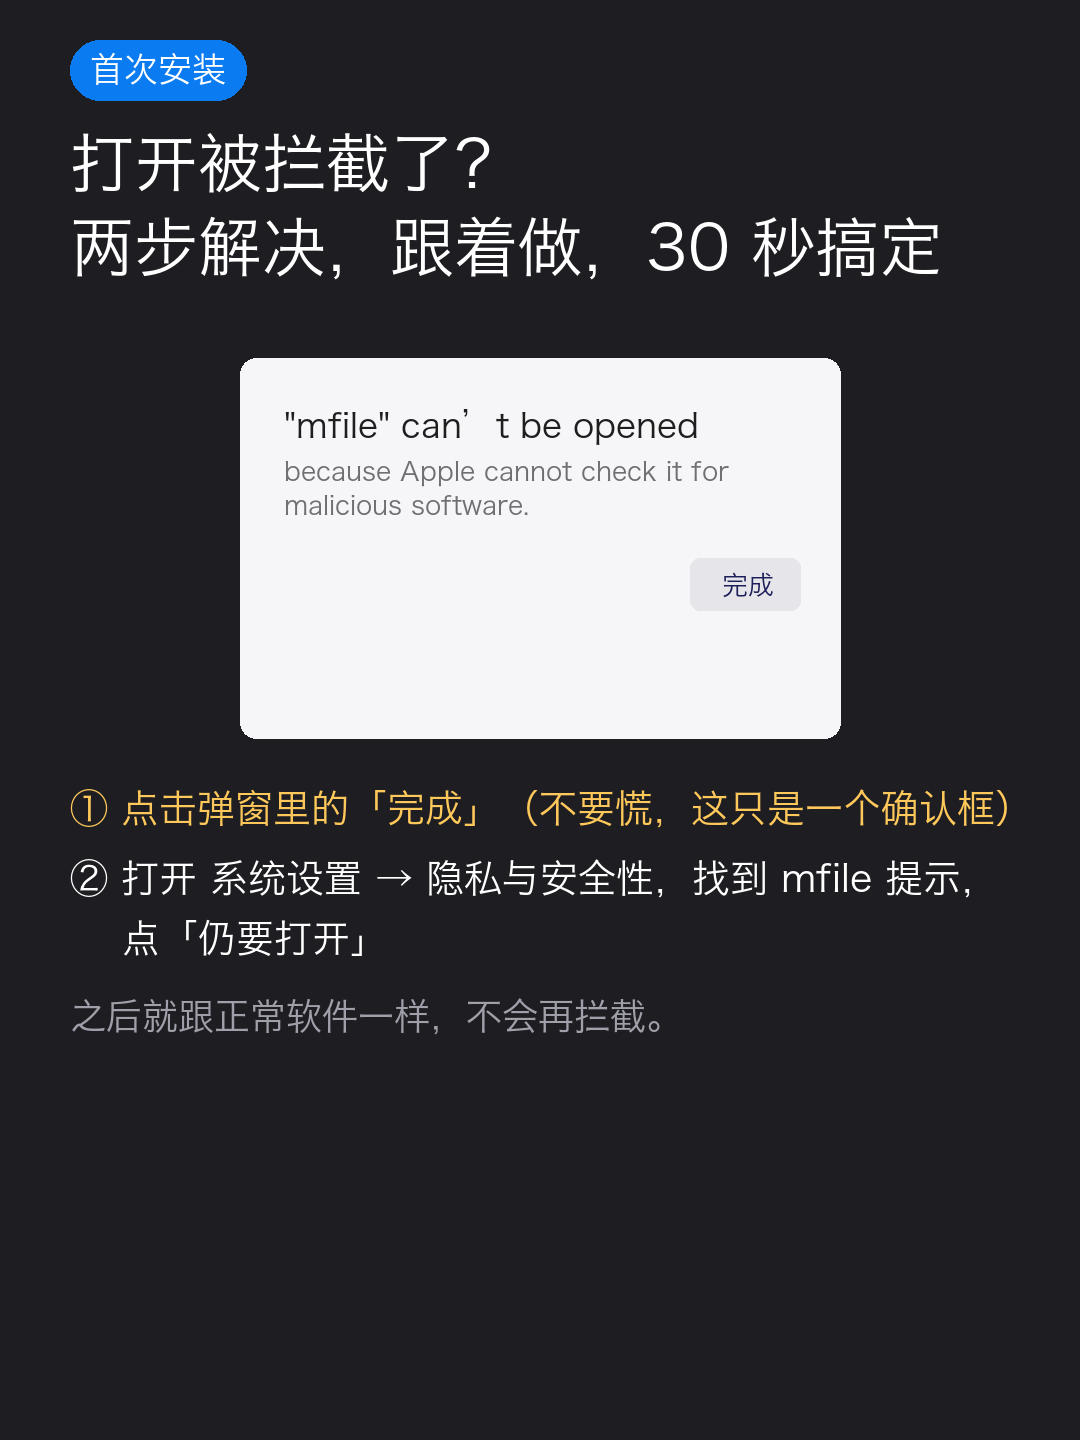 首次安装
打开被拦截了？
两步解决，跟着做，30 秒搞定
"mfile" can’t be opened
because Apple cannot check it for
malicious software.
完成
① 点击弹窗里的「完成」（不要慌，这只是一个确认框）
② 打开 系统设置 → 隐私与安全性，找到 mfile 提示，
点「仍要打开」
之后就跟正常软件一样，不会再拦截。